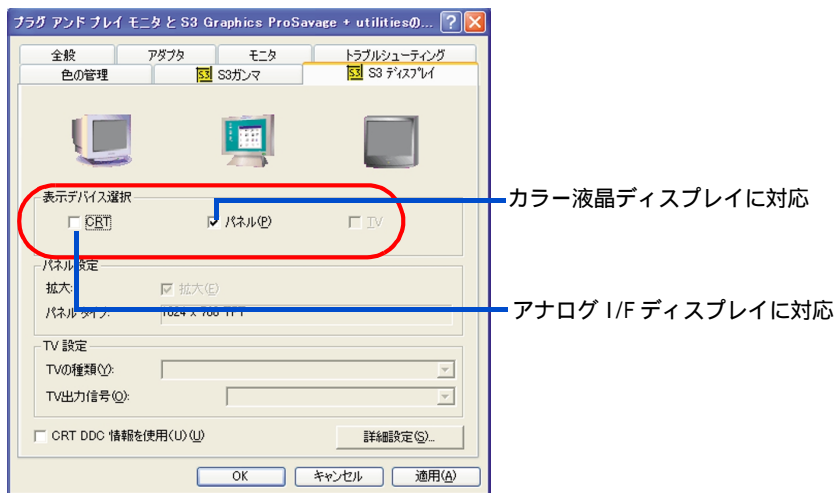 プラグ アンド プレイ モニタ と S3 Graphics ProSavage + utilitiesの...
全般 アダプタ モニタ トラブルシューティング
色の管理 S3 S3ガンマ S3 S3 ディスプレイ
表示デバイス選択
CRT パネル(P) TV
カラー液晶ディスプレイに対応
パネル設定
拡大: 拡大(E)
パネル タイプ: 1024 x 768 TFT
アナログ I/F ディスプレイに対応
TV 設定
TVの種類(Y):
TV出力信号(O):
CRT DDC 情報を使用(U)(U)
詳細設定(S)...
OK キャンセル 適用(A)